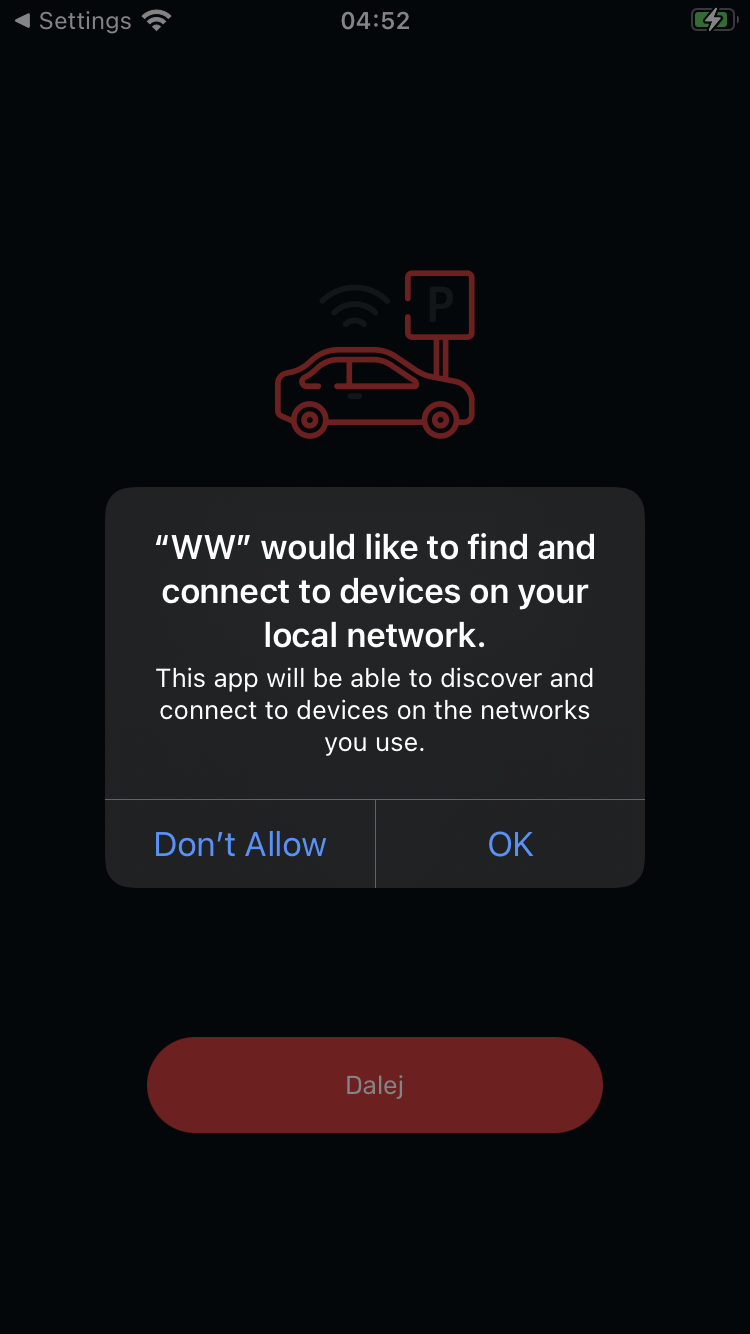 Settings
04:52
P
“WW” would like to find and
connect to devices on your
local network.
This app will be able to discover and
connect to devices on the networks
you use.
Don’t Allow
OK
Dalej